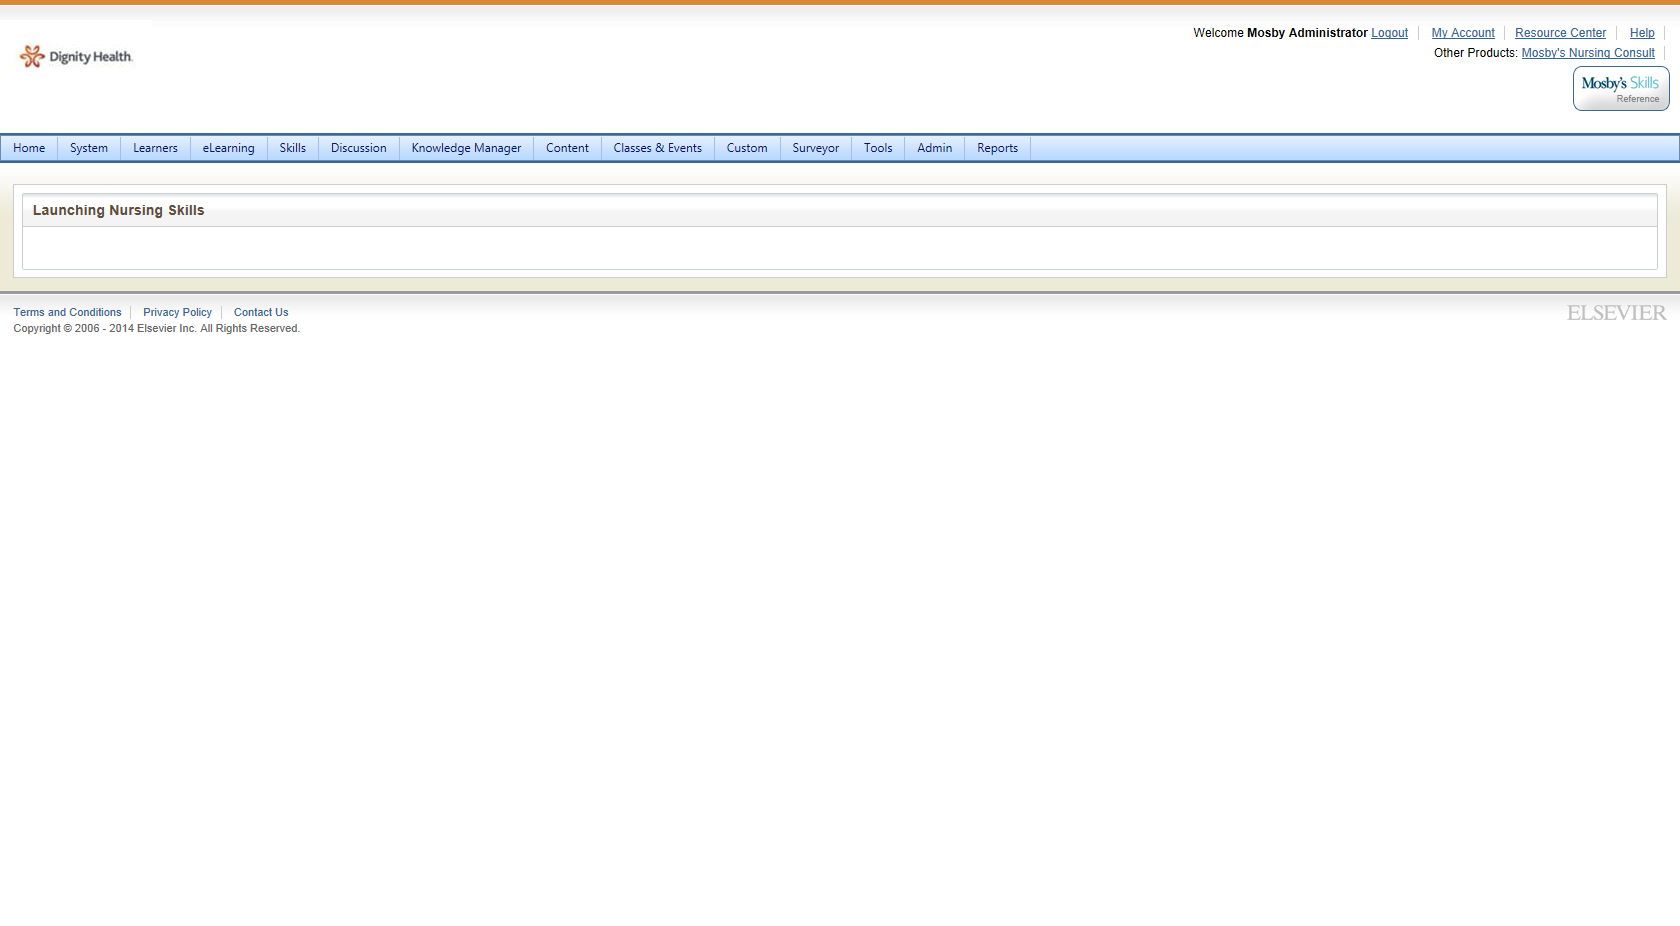 Welcome Mosby Administrator Logout My Account Resource Center Help
Other Products: Mosby's Nursing Consult
Dignity Health.
Mosby's Skills
Reference
Home System Learners eLearning Skills Discussion Knowledge Manager Content Classes & Events Custom Surveyor Tools Admin Reports
Launching Nursing Skills
Terms and Conditions Privacy Policy Contact Us
Copyright © 2006 - 2014 Elsevier Inc. All Rights Reserved.
ELSEVIER